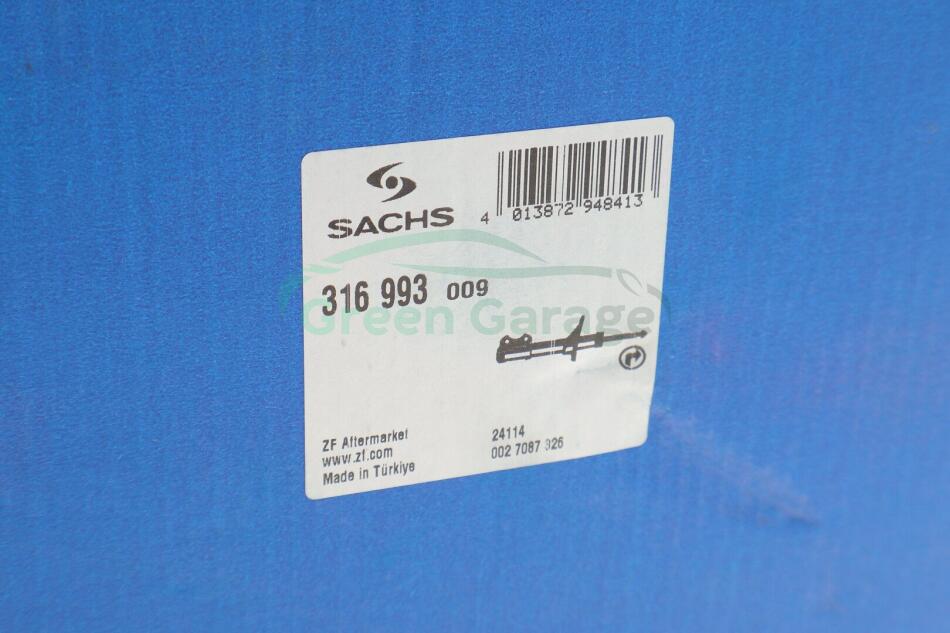 SACHS
4 013872 948413
316 993 009
Green Garage
ZF Aftermarket
www.zf.com
Made in Türkiye
24114
002 7087 926